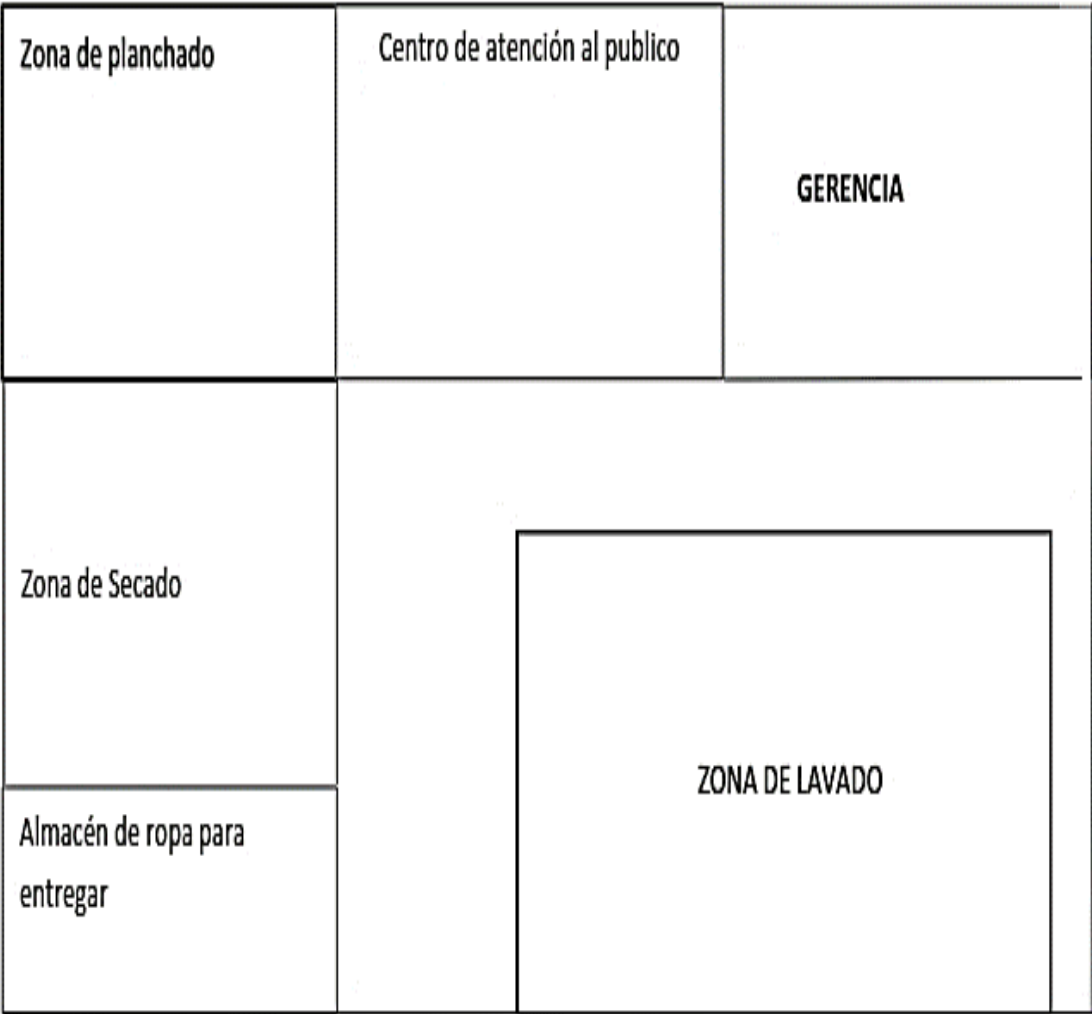 Zona de planchado
Centro de atención al publico
GERENCIA
Zona de Secado
ZONA DE LAVADO
Almacén de ropa para
entregar